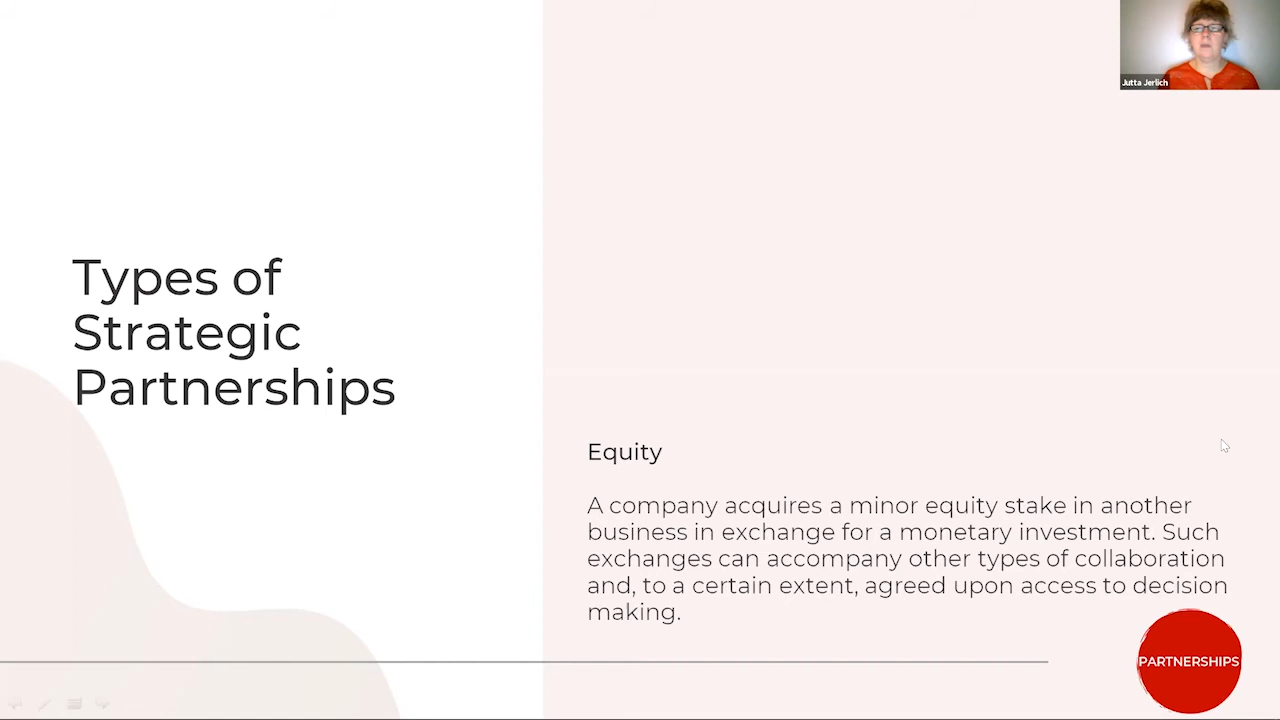 Jutta Jerlich
Types of
Strategic
Partnerships
Equity
A company acquires a minor equity stake in another
business in exchange for a monetary investment. Such
exchanges can accompany other types of collaboration
and, to a certain extent, agreed upon access to decision
making.
PARTNERSHIPS